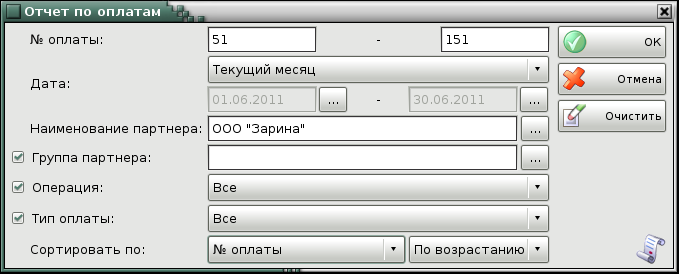 Отчет по оплатам
№ оплаты: 51 - 151 ОК
Текущий месяц
Дата:
Отмена
01.06.2011 ... - 30.06.2011 ...
Очистить
Наименование партнера: ООО "Зарина" ...
Группа партнера: ...
Операция: Все
Тип оплаты: Все
Сортировать по: № оплаты По возрастанию